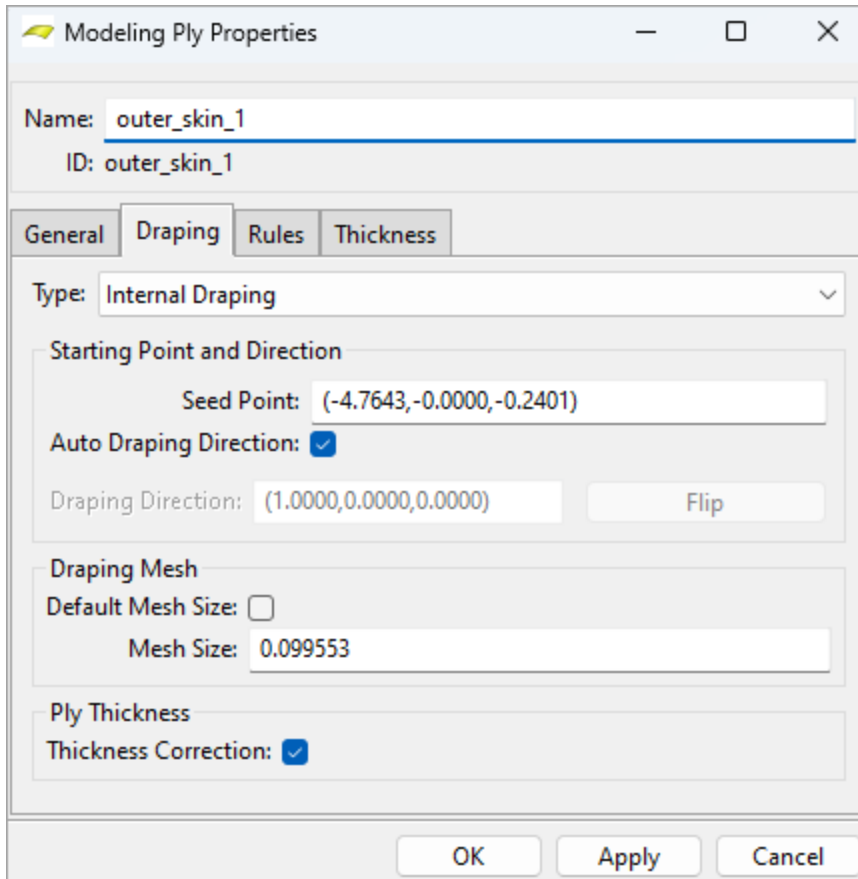 Modeling Ply Properties
Name: outer_skin_1
ID: outer_skin_1
General Draping Rules Thickness
Type: Internal Draping
Starting Point and Direction
Seed Point: (-4.7643,-0.0000,-0.2401)
Auto Draping Direction:
Draping Direction: (1.0000,0.0000,0.0000) Flip
Draping Mesh
Default Mesh Size:
Mesh Size: 0.099553
Ply Thickness
Thickness Correction:
OK Apply Cancel